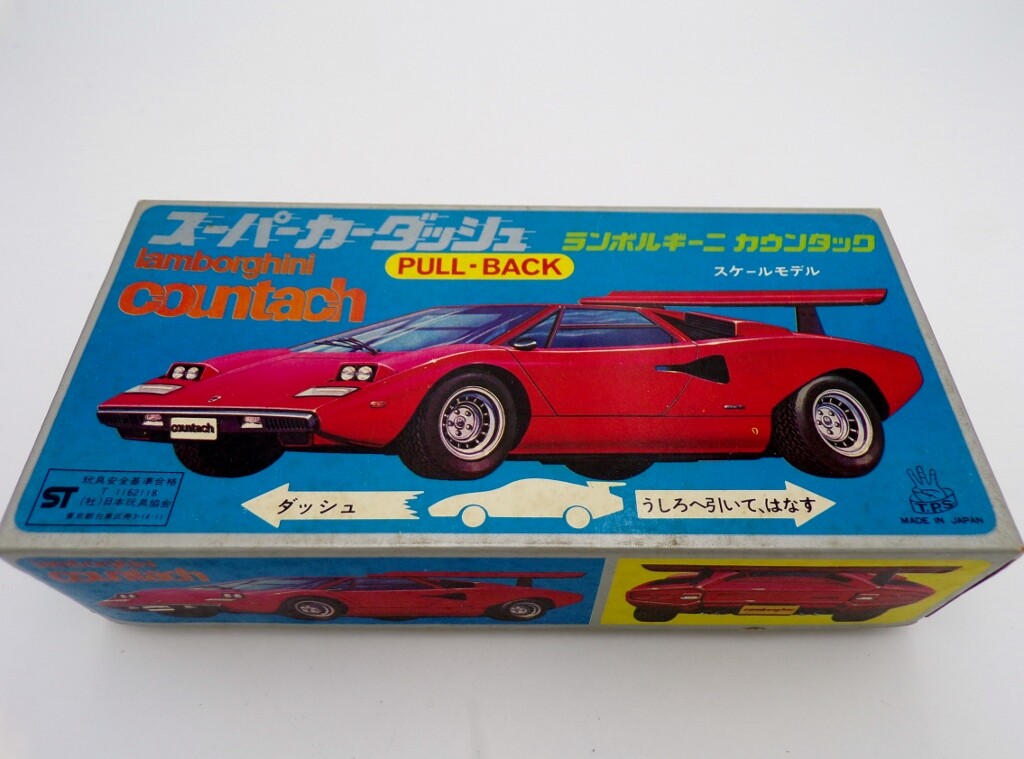 スーパーカーダッシュ
ランボルギーニ カウンタック
lamborghini
PULL-BACK
スケールモデル
countach
countach
ST
玩具安全基準合格
T 1162118
(社)日本玩具協会
ダッシュ
うしろへ引いて、はなす
T.P.S
MADE IN JAPAN
lamborghini
countach
lamborghini